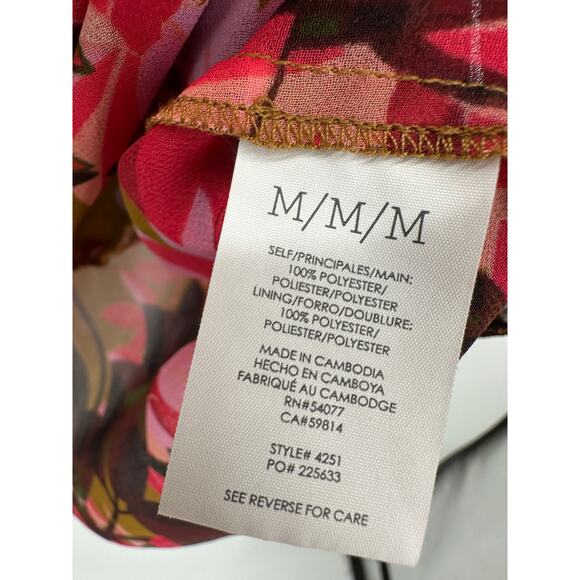 M/M/M
SELF/PRINCIPALES/MAIN:
100% POLYESTER/
POLIESTER/POLYESTER
LINING/FORRO/DOUBLURE:
100% POLYESTER/
POLIESTER/POLYESTER
MADE IN CAMBODIA
HECHO EN CAMBOYA
FABRIQUÉ AU CAMBODGE
RN#54077
CA#59814
STYLE# 4251
PO# 225633
SEE REVERSE FOR CARE